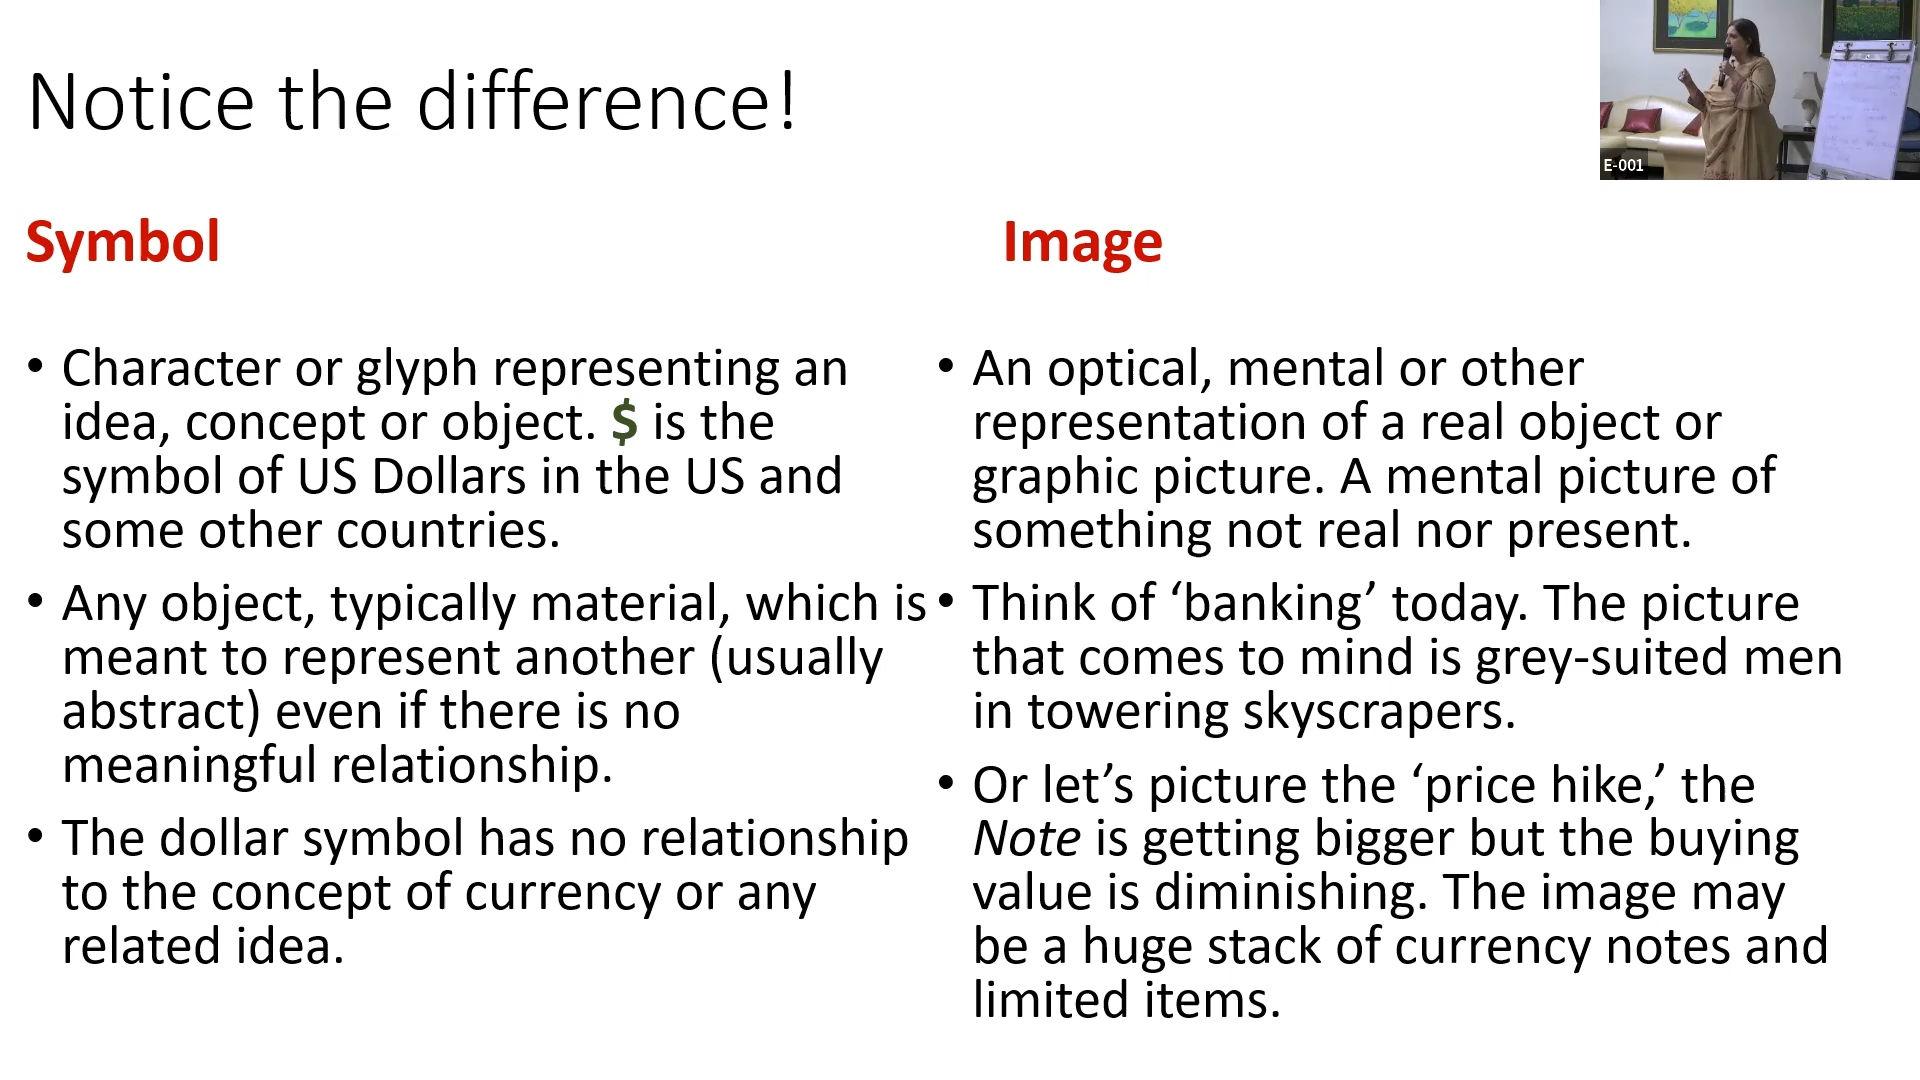 Notice the difference!
E-001
Symbol
• Character or glyph representing an
idea, concept or object. $ is the
symbol of US Dollars in the US and
some other countries.
• Any object, typically material, which is
meant to represent another (usually
abstract) even if there is no
meaningful relationship.
• The dollar symbol has no relationship
to the concept of currency or any
related idea.
Image
• An optical, mental or other
representation of a real object or
graphic picture. A mental picture of
something not real nor present.
• Think of ‘banking’ today. The picture
that comes to mind is grey-suited men
in towering skyscrapers.
• Or let’s picture the ‘price hike,’ the
Note is getting bigger but the buying
value is diminishing. The image may
be a huge stack of currency notes and
limited items.